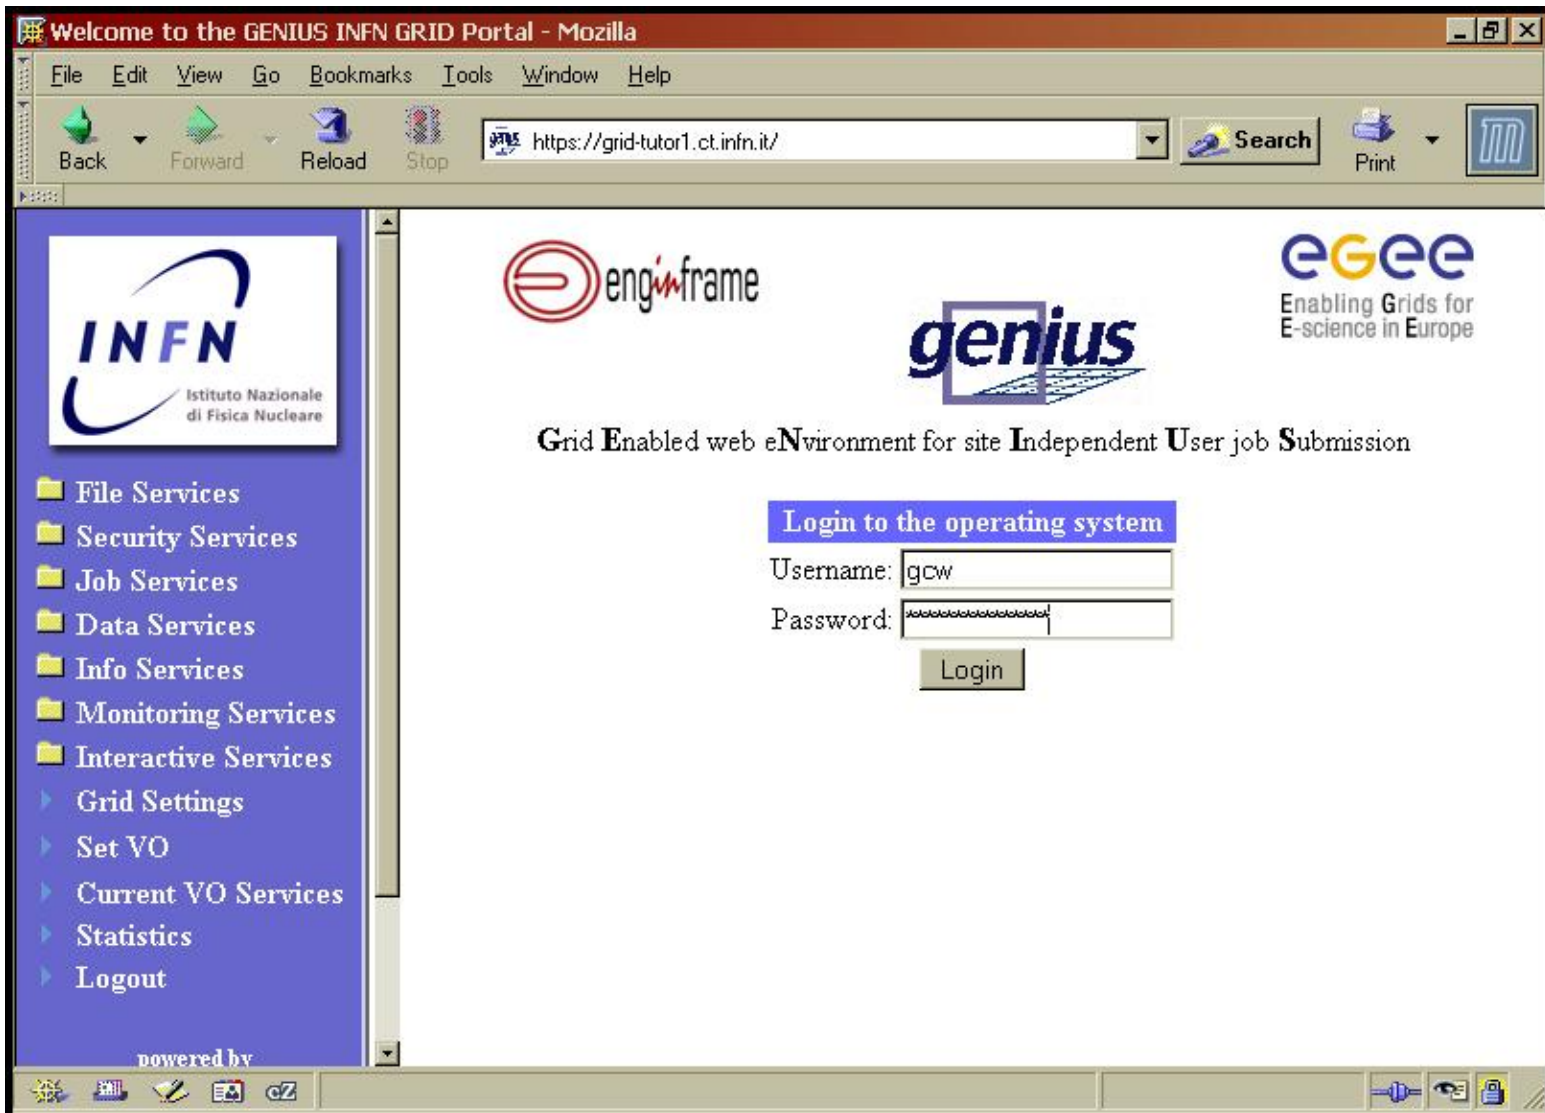 Welcome to the GENIUS INFN GRID Portal - Mozilla
File Edit View Go Bookmarks Tools Window Help
Back Forward Reload Stop https://grid-tutor1.ct.infn.it/ Search Print
INFN
Istituto Nazionale
di Fisica Nucleare
File Services
Security Services
Job Services
Data Services
Info Services
Monitoring Services
Interactive Services
Grid Settings
Set VO
Current VO Services
Statistics
Logout
powered by
enginframe
genius
egee
Enabling Grids for
E-science in Europe
Grid Enabled web eNvironment for site Independent User job Submission
Login to the operating system
Username: gcw
Password:
Login